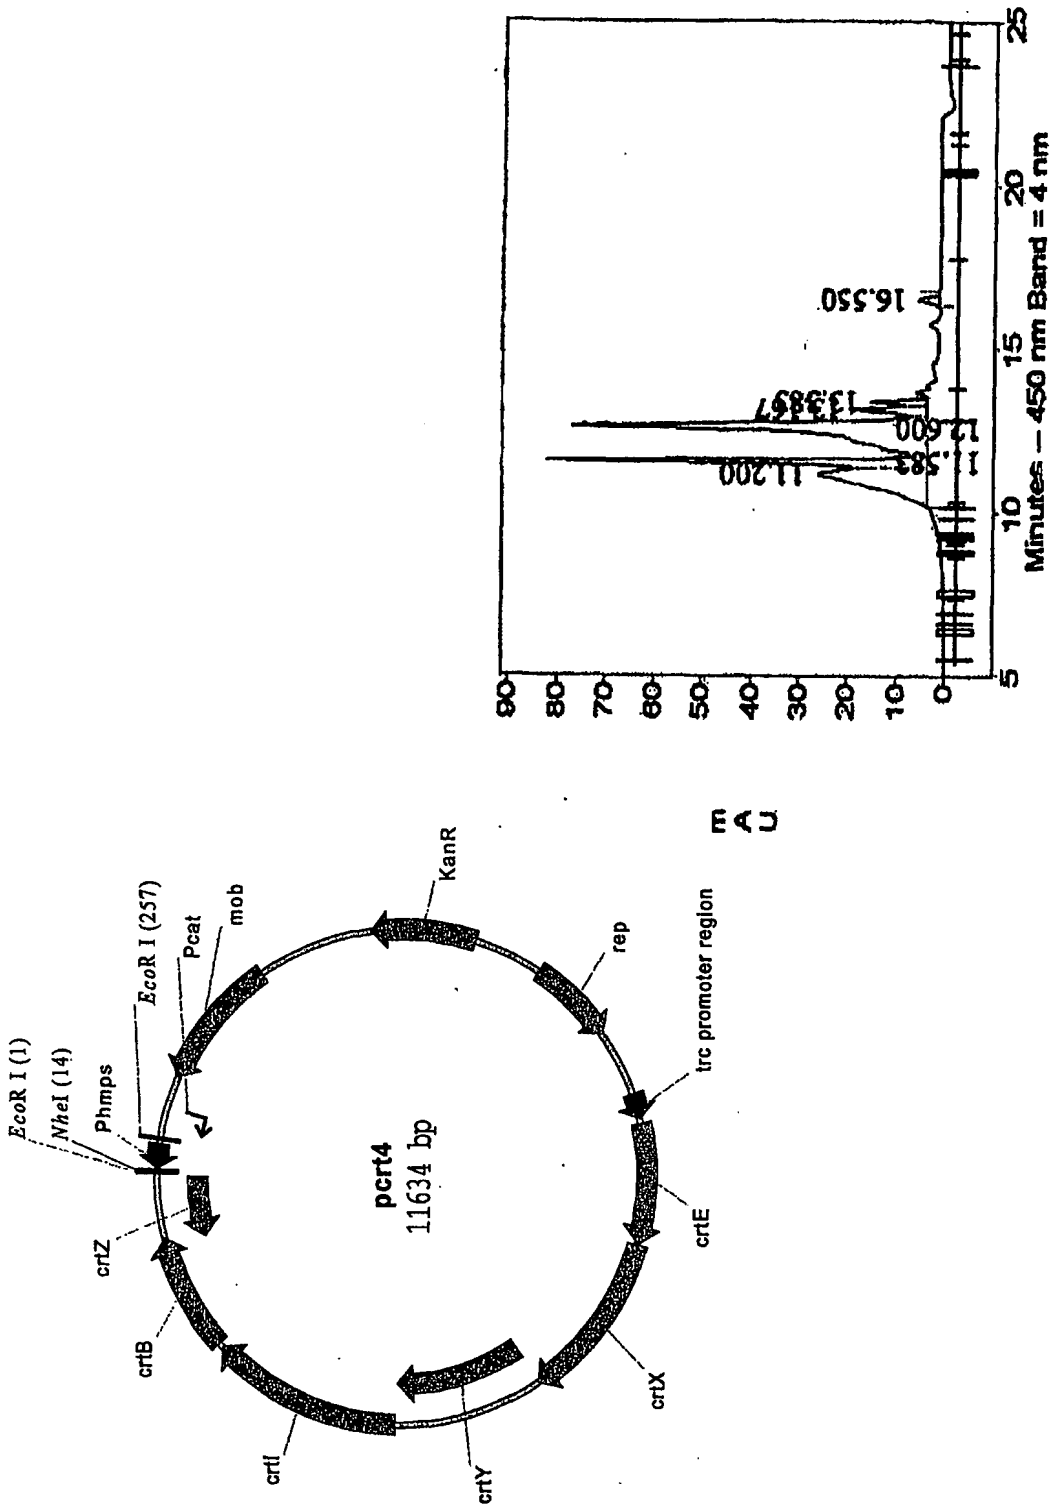 EcoR I (1)
NheI (14)
Phmps
EcoR I (257)
Pcat
mob
KanR
rep
trc promoter region
crtE
crtX
crtY
crtI
crtB
crtZ
pcrt4
11634 bp
mAU
90
80
70
60
50
40
30
20
10
0
11.200
11.583
12.600
16.550
5
10
15
20
25
Minutes – 450 nm Band = 4 nm